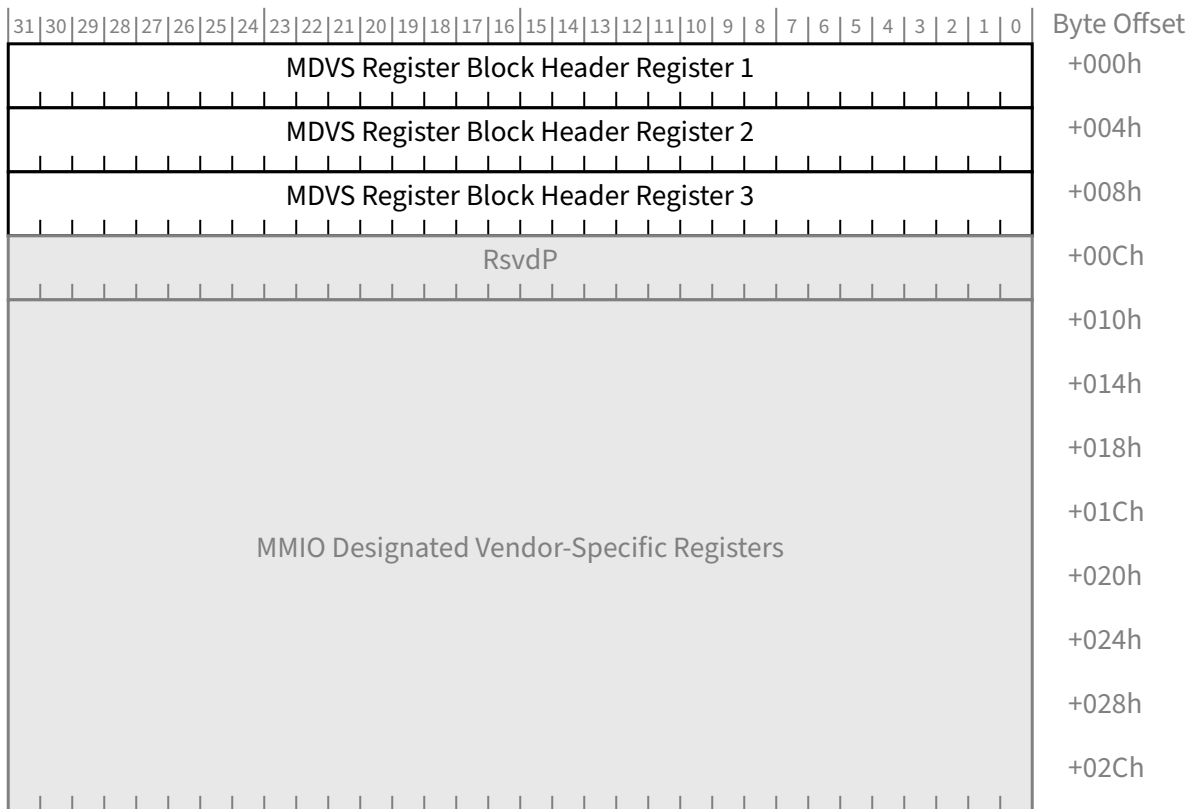 31 30 29 28 27 26 25 24 23 22 21 20 19 18 17 16 15 14 13 12 11 10 9 8 7 6 5 4 3 2 1 0 Byte Offset
MDVS Register Block Header Register 1 +000h
MDVS Register Block Header Register 2 +004h
MDVS Register Block Header Register 3 +008h
RsvdP +00Ch
+010h
+014h
+018h
+01Ch
MMIO Designated Vendor-Specific Registers
+020h
+024h
+028h
+02Ch